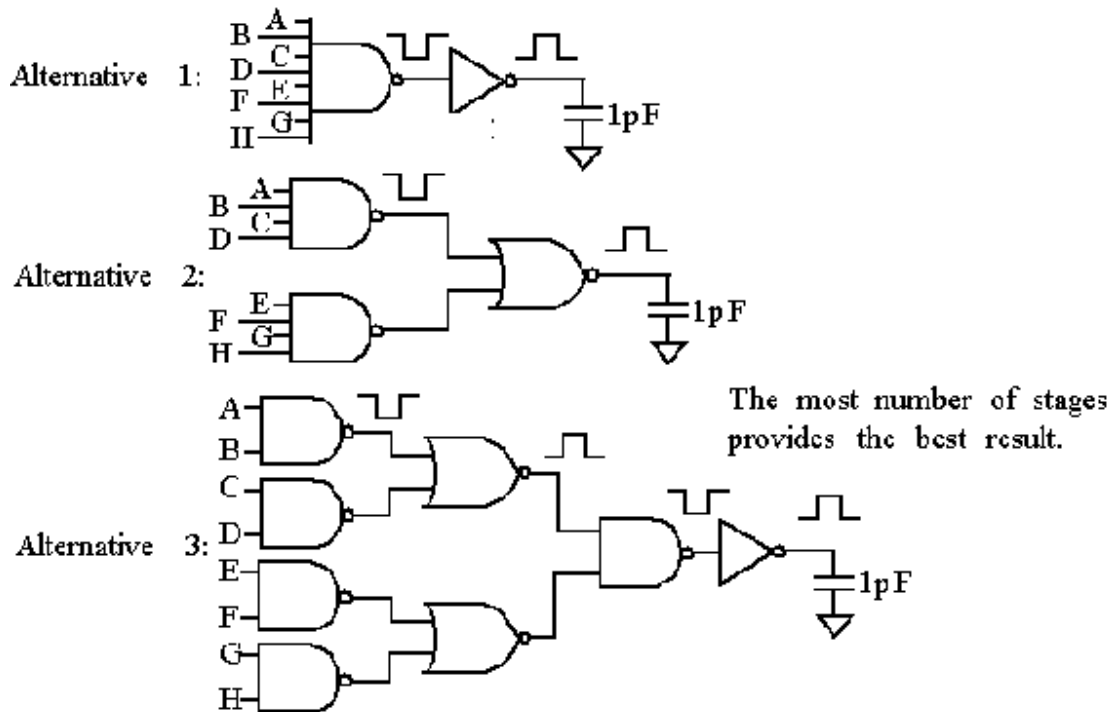 A
B
C
Alternative 1:
D
E
F
G
H
1pF
A
B
C
D
Alternative 2:
E
F
G
H
1pF
The most number of stages
provides the best result.
A
B
C
D
Alternative 3:
E
F
G
H
1pF